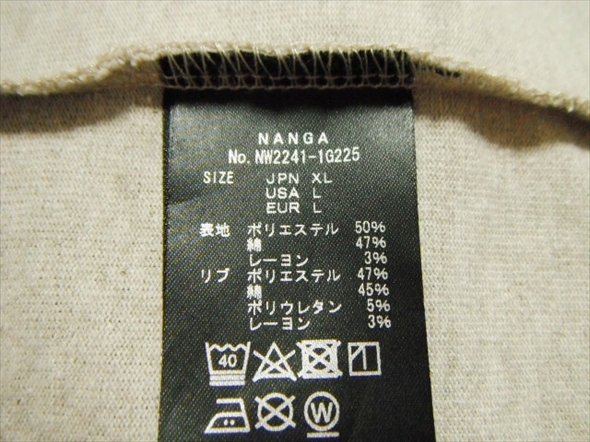 NANGA
No. NW2241-1G225
SIZE JPN XL
USA L
EUR L
表地 ポリエステル 50%
綿 47%
レーヨン 3%
リブ ポリエステル 47%
綿 45%
ポリウレタン 5%
レーヨン 3%
40
W